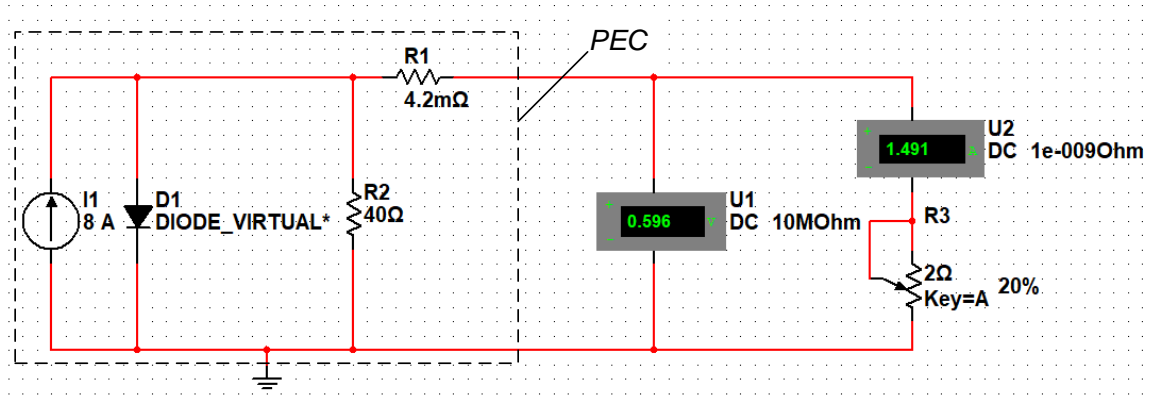 PEC
R1
4.2mΩ
U2
+
1.491 A
DC 1e-009Ohm
–
I1
8 A
D1
DIODE_VIRTUAL*
R2
40Ω
U1
+
0.596 V
DC 10MOhm
–
R3
2Ω
Key=A
20%